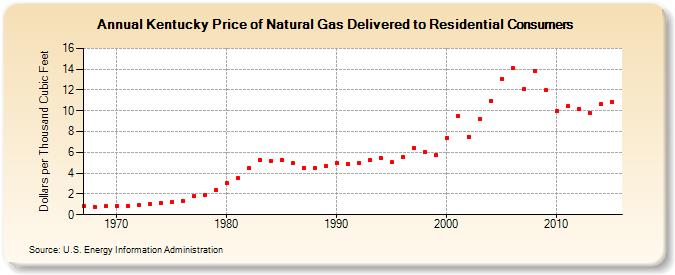 Annual Kentucky Price of Natural Gas Delivered to Residential Consumers
Dollars per Thousand Cubic Feet
16
14
12
10
8
6
4
2
0
1970 1980 1990 2000 2010
Source: U.S. Energy Information Administration